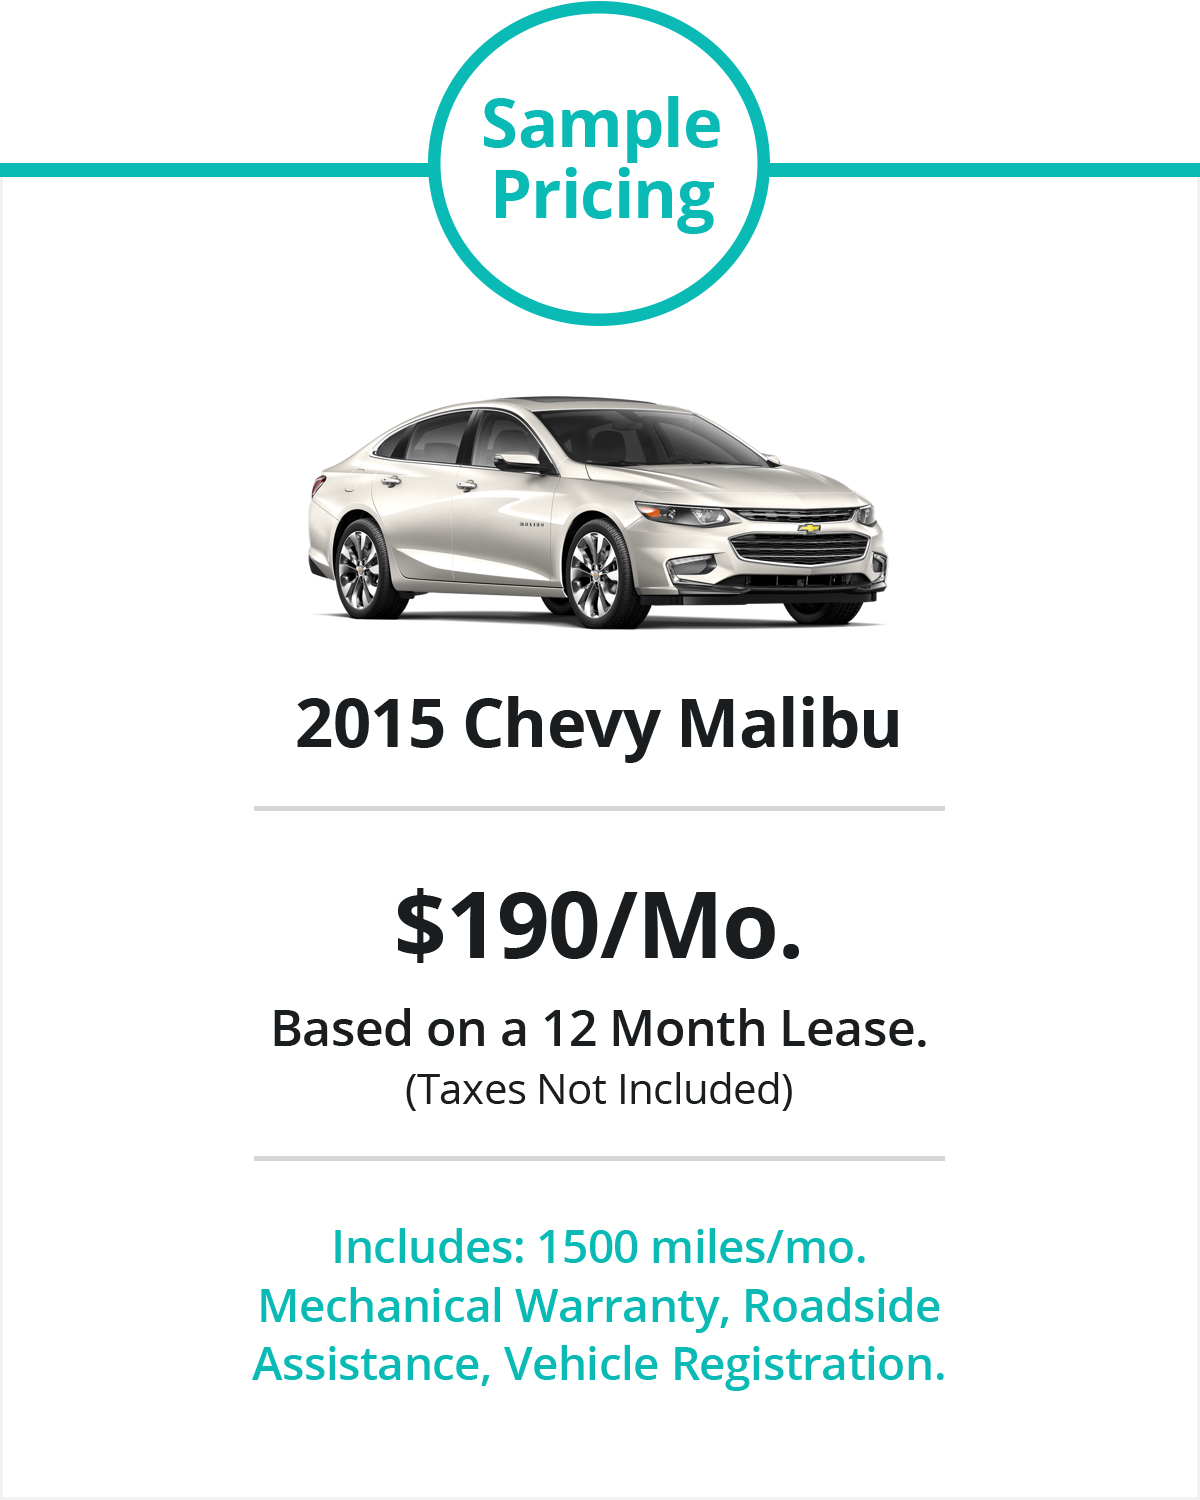 Sample
Pricing
MALIBU
2015 Chevy Malibu
$190/Mo.
Based on a 12 Month Lease.
(Taxes Not Included)
Includes: 1500 miles/mo.
Mechanical Warranty, Roadside
Assistance, Vehicle Registration.